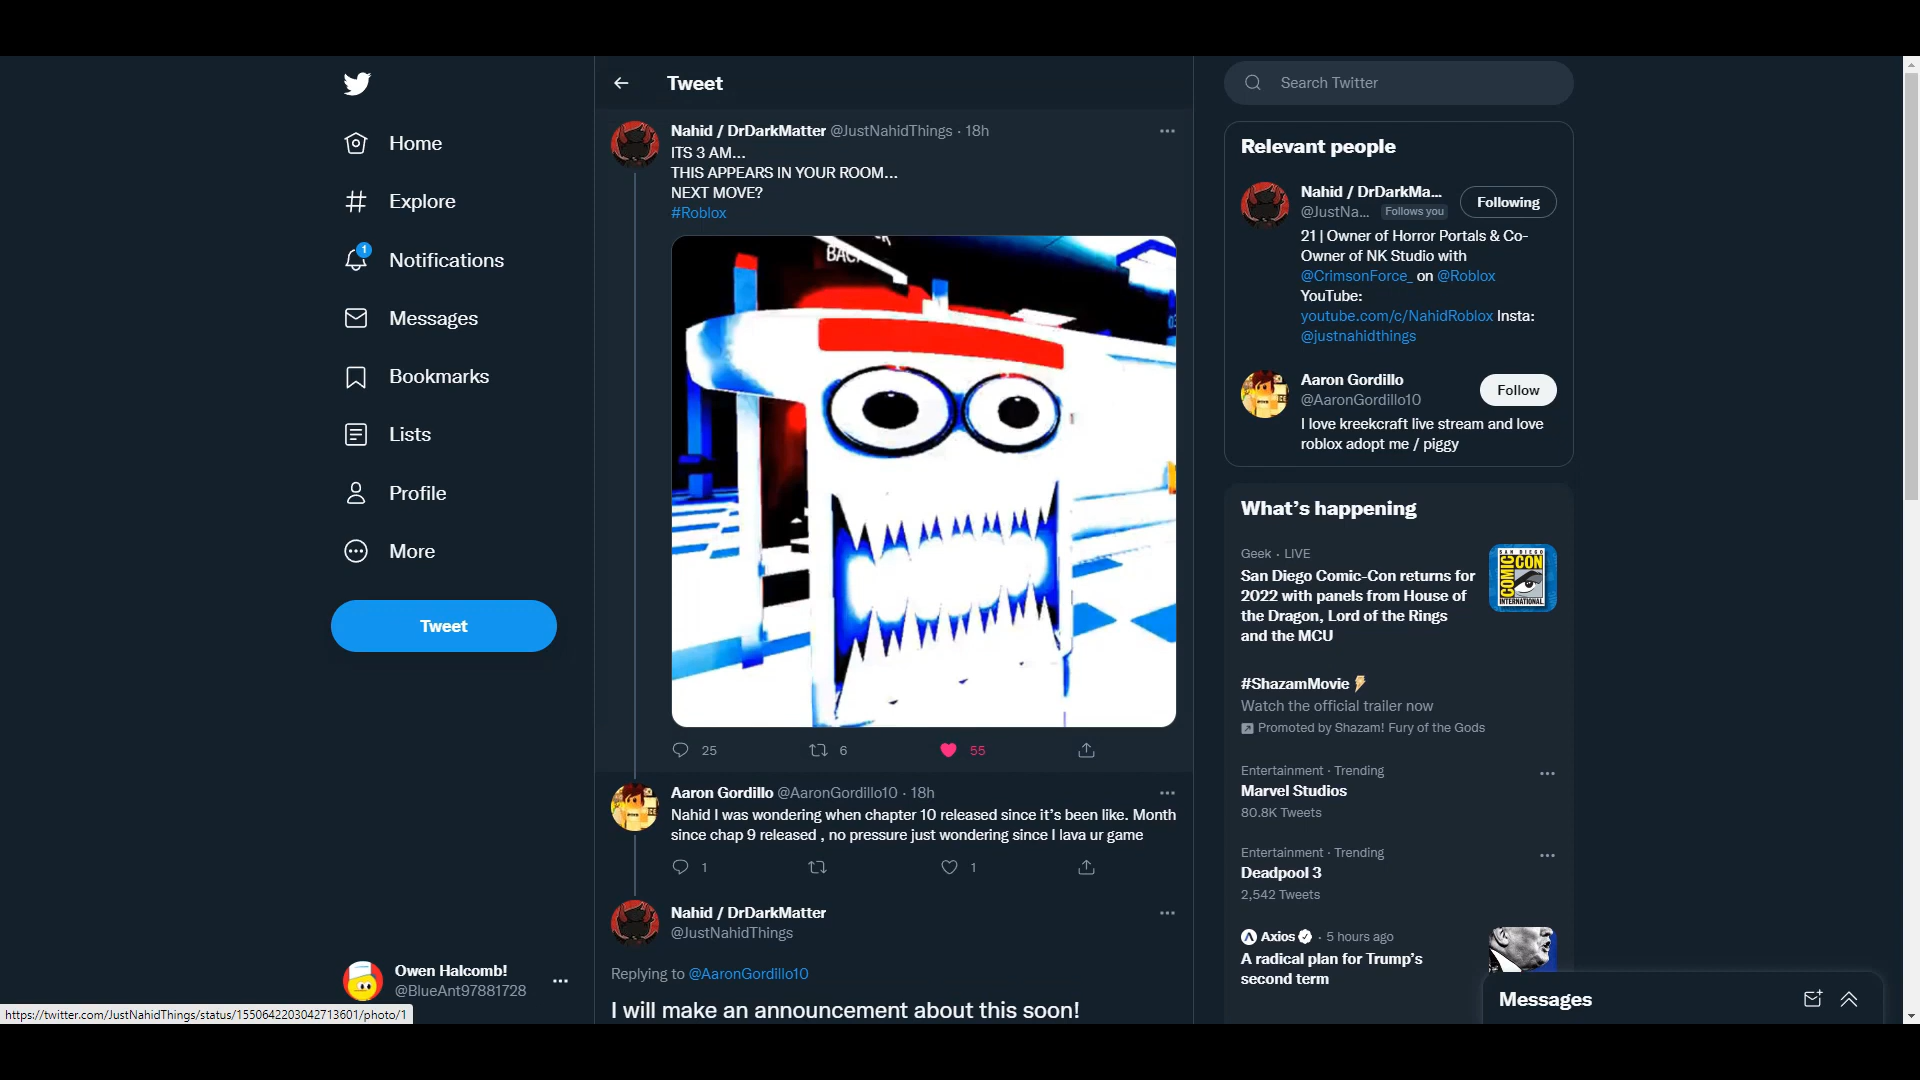 Home
Explore
1
Notifications
Messages
Bookmarks
Lists
Profile
More
Tweet
Owen Halcomb!
@BlueAnt97881728
https://twitter.com/JustNahidThings/status/1550642203042713601/photo/1
Tweet
Nahid / DrDarkMatter @JustNahidThings · 18h
ITS 3 AM...
THIS APPEARS IN YOUR ROOM...
NEXT MOVE?
#Roblox
25 6 55
Aaron Gordillo @AaronGordillo10 · 18h
Nahid I was wondering when chapter 10 released since it's been like. Month
since chap 9 released , no pressure just wondering since I lava ur game
1 1
Nahid / DrDarkMatter
@JustNahidThings
Replying to @AaronGordillo10
I will make an announcement about this soon!
Search Twitter
Relevant people
Nahid / DrDarkMa...
@JustNa... Follows you
Following
21 | Owner of Horror Portals & Co-
Owner of NK Studio with
@CrimsonForce_ on @Roblox
YouTube:
youtube.com/c/NahidRoblox Insta:
@justnahidthings
Aaron Gordillo
@AaronGordillo10
Follow
I love kreekcraft live stream and love
roblox adopt me / piggy
What's happening
Geek · LIVE
San Diego Comic-Con returns for
2022 with panels from House of
the Dragon, Lord of the Rings
and the MCU
SAN DIEGO
COMIC CON
INTERNATIONAL
#ShazamMovie
Watch the official trailer now
Promoted by Shazam! Fury of the Gods
Entertainment · Trending
Marvel Studios
80.8K Tweets
Entertainment · Trending
Deadpool 3
2,542 Tweets
Axios · 5 hours ago
A radical plan for Trump's
second term
Messages